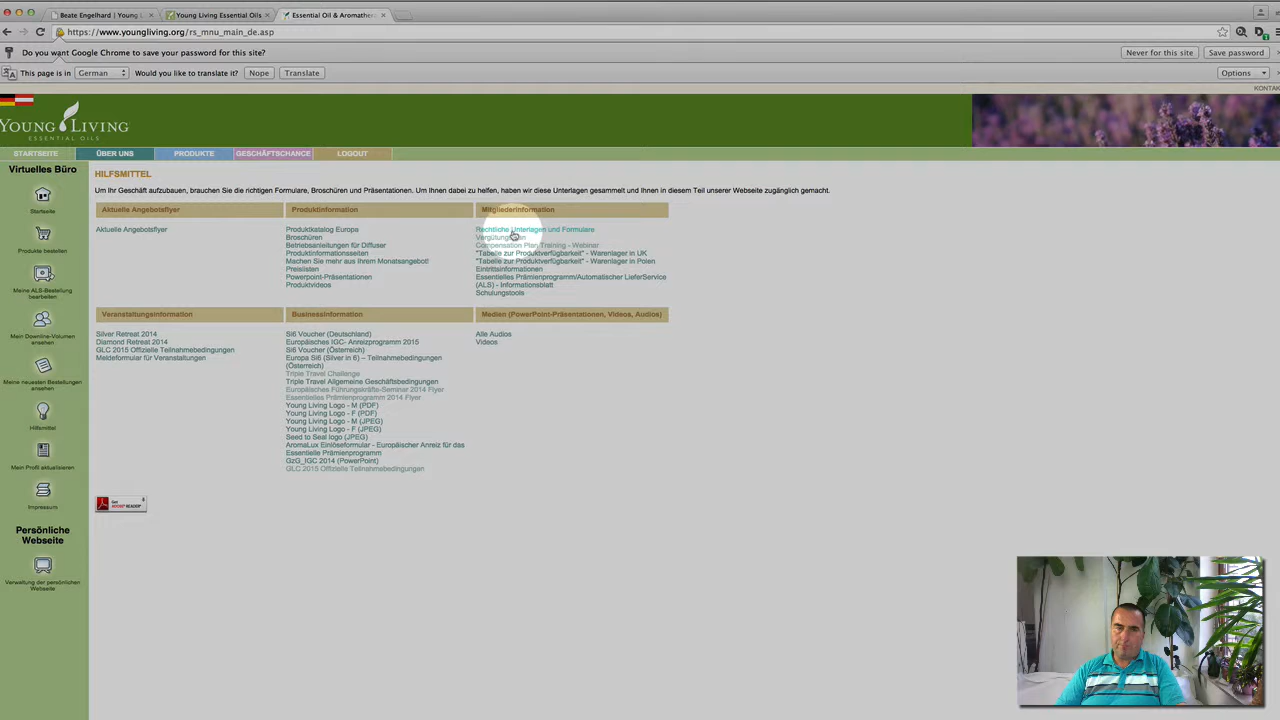 Beate Engelhard | Young L
Young Living Essential Oils
Essential Oil & Aromather
https://www.youngliving.org/rs_mnu_main_de.asp
Do you want Google Chrome to save your password for this site?
Never for this site
Save password
This page is in
German
Would you like to translate it?
Nope
Translate
Options
KONTAK
YOUNG LIVING
ESSENTIAL OILS
STARTSEITE
ÜBER UNS
PRODUKTE
GESCHÄFTSCHANCE
LOGOUT
Virtuelles Büro
Startseite
Produkte bestellen
Meine ALS-Bestellung
bearbeiten
Mein Downline-Volumen
ansehen
Meine neuesten Bestellungen
ansehen
Hilfsmittel
Mein Profil aktualisieren
Impressum
Persönliche
Webseite
Verwaltung der persönlichen
Webseite
HILFSMITTEL
Um Ihr Geschäft aufzubauen, brauchen Sie die richtigen Formulare, Broschüren und Präsentationen. Um Ihnen dabei zu helfen, haben wir diese Unterlagen gesammelt und Ihnen in diesem Teil unserer Webseite zugänglich gemacht.
Aktuelle Angebotsflyer
Aktuelle Angebotsflyer
Produktinformation
Produktkatalog Europa
Broschüren
Betriebsanleitungen für Diffuser
Produktinformationsseiten
Machen Sie mehr aus Ihrem Monatsangebot!
Preislisten
Powerpoint-Präsentationen
Produktvideos
Mitgliederinformation
Rechtliche Unterlagen und Formulare
Compensation Plan Training - Webinar
"Tabelle zur Produktverfügbarkeit" - Warenlager in UK
"Tabelle zur Produktverfügbarkeit" - Warenlager in Polen
Eintrittsinformationen
Essentielles Prämienprogramm/Automatischer LieferService
(ALS) - Informationsblatt
Schulungstools
Veranstaltungsinformation
Silver Retreat 2014
Diamond Retreat 2014
GLC 2015 Offizielle Teilnahmebedingungen
Meldeformular für Veranstaltungen
Businessinformation
Si6 Voucher (Deutschland)
Europäisches IGC- Anreizprogramm 2015
Si6 Voucher (Österreich)
Europa Si6 (Silver in 6) – Teilnahmebedingungen
(Österreich)
Triple Travel Challenge
Triple Travel Allgemeine Geschäftsbedingungen
Europäisches Führungskräfte-Seminar 2014 Flyer
Essentielles Prämienprogramm 2014 Flyer
Young Living Logo - M (PDF)
Young Living Logo - F (PDF)
Young Living Logo - M (JPEG)
Young Living Logo - F (JPEG)
Seed to Seal logo (JPEG)
AromaLux Einlöseformular - Europäischer Anreiz für das
Essentielle Prämienprogramm
GzG_IGC 2014 (PowerPoint)
GLC 2015 Offizielle Teilnahmebedingungen
Medien (PowerPoint-Präsentationen, Videos, Audios)
Alle Audios
Videos
Get
ADOBE READER